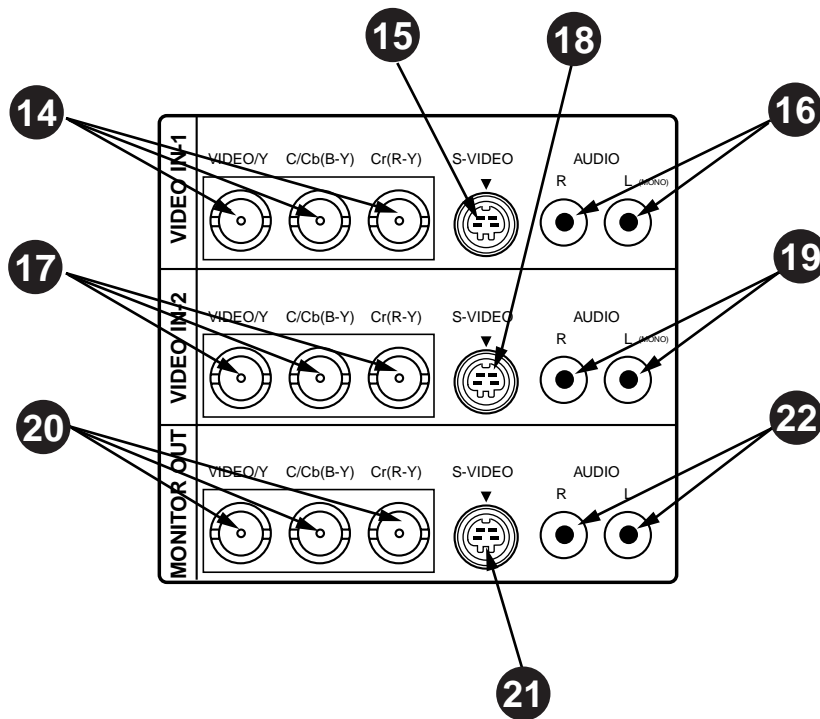 15
18
14
16
VIDEO IN-1
VIDEO/Y C/Cb(B-Y) Cr(R-Y) S-VIDEO AUDIO
R L (MONO)
17
19
VIDEO IN-2
VIDEO/Y C/Cb(B-Y) Cr(R-Y) S-VIDEO AUDIO
R L (MONO)
20
22
MONITOR OUT
VIDEO/Y C/Cb(B-Y) Cr(R-Y) S-VIDEO AUDIO
R L
21